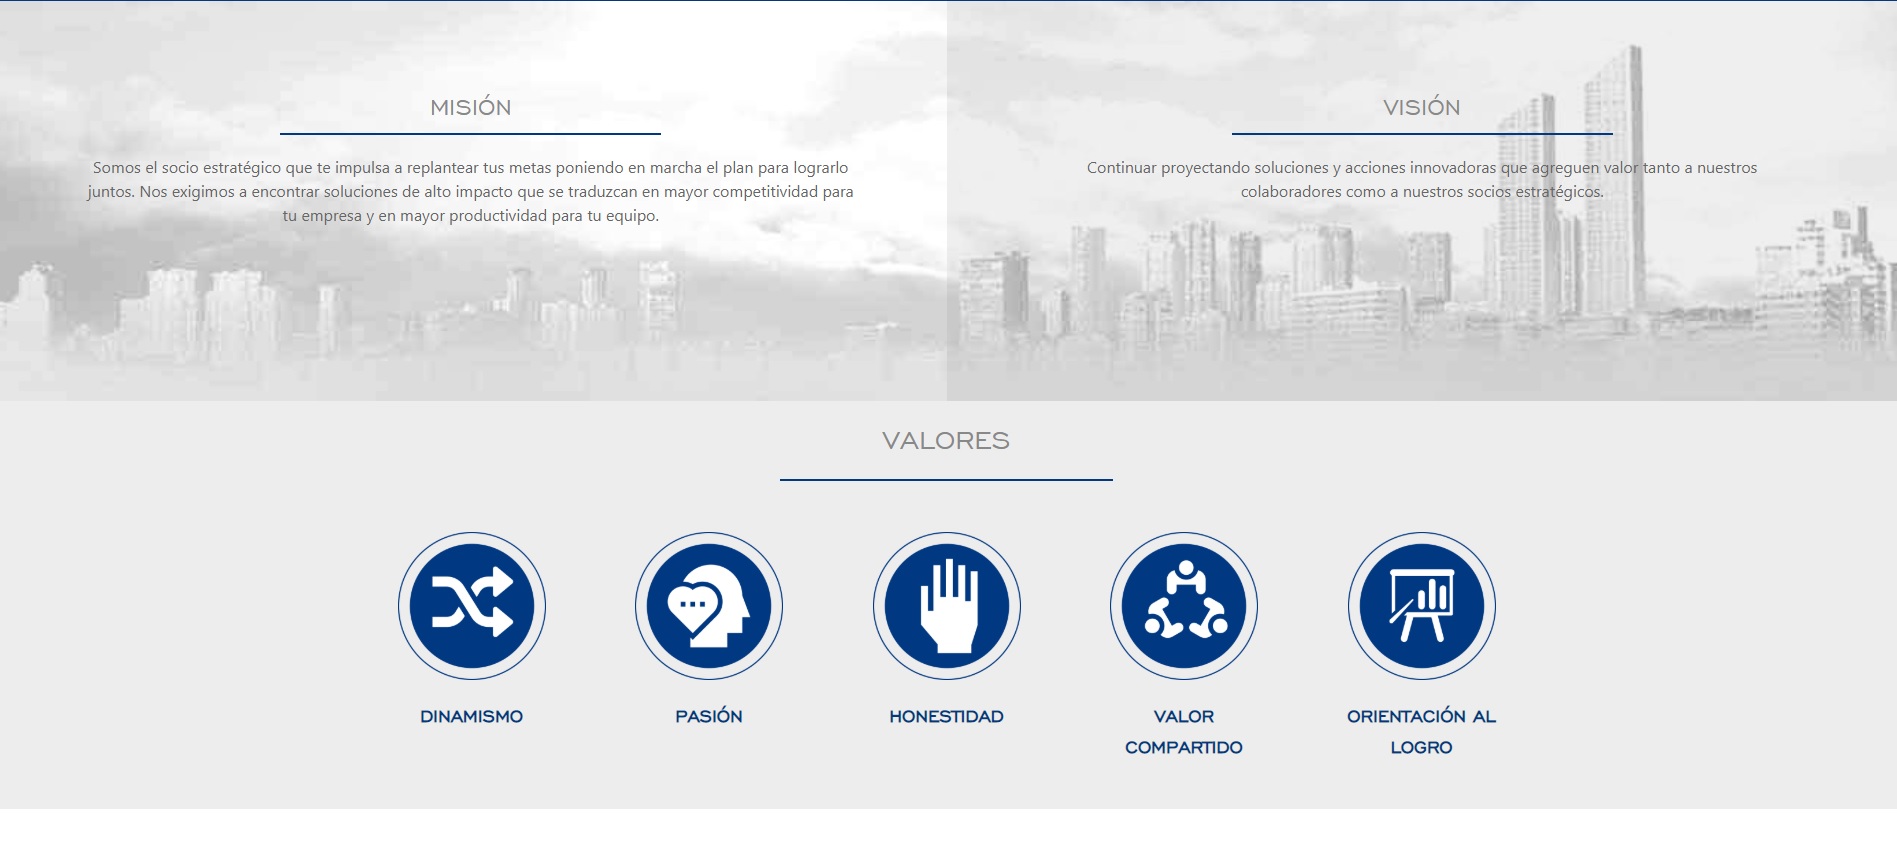 MISIÓN
Somos el socio estratégico que te impulsa a replantear tus metas poniendo en marcha el plan para lograrlo
juntos. Nos exigimos a encontrar soluciones de alto impacto que se traduzcan en mayor competitividad para
tu empresa y en mayor productividad para tu equipo.
VISIÓN
Continuar proyectando soluciones y acciones innovadoras que agreguen valor tanto a nuestros
colaboradores como a nuestros socios estratégicos.
VALORES
DINAMISMO
PASIÓN
HONESTIDAD
VALOR
COMPARTIDO
ORIENTACIÓN AL
LOGRO